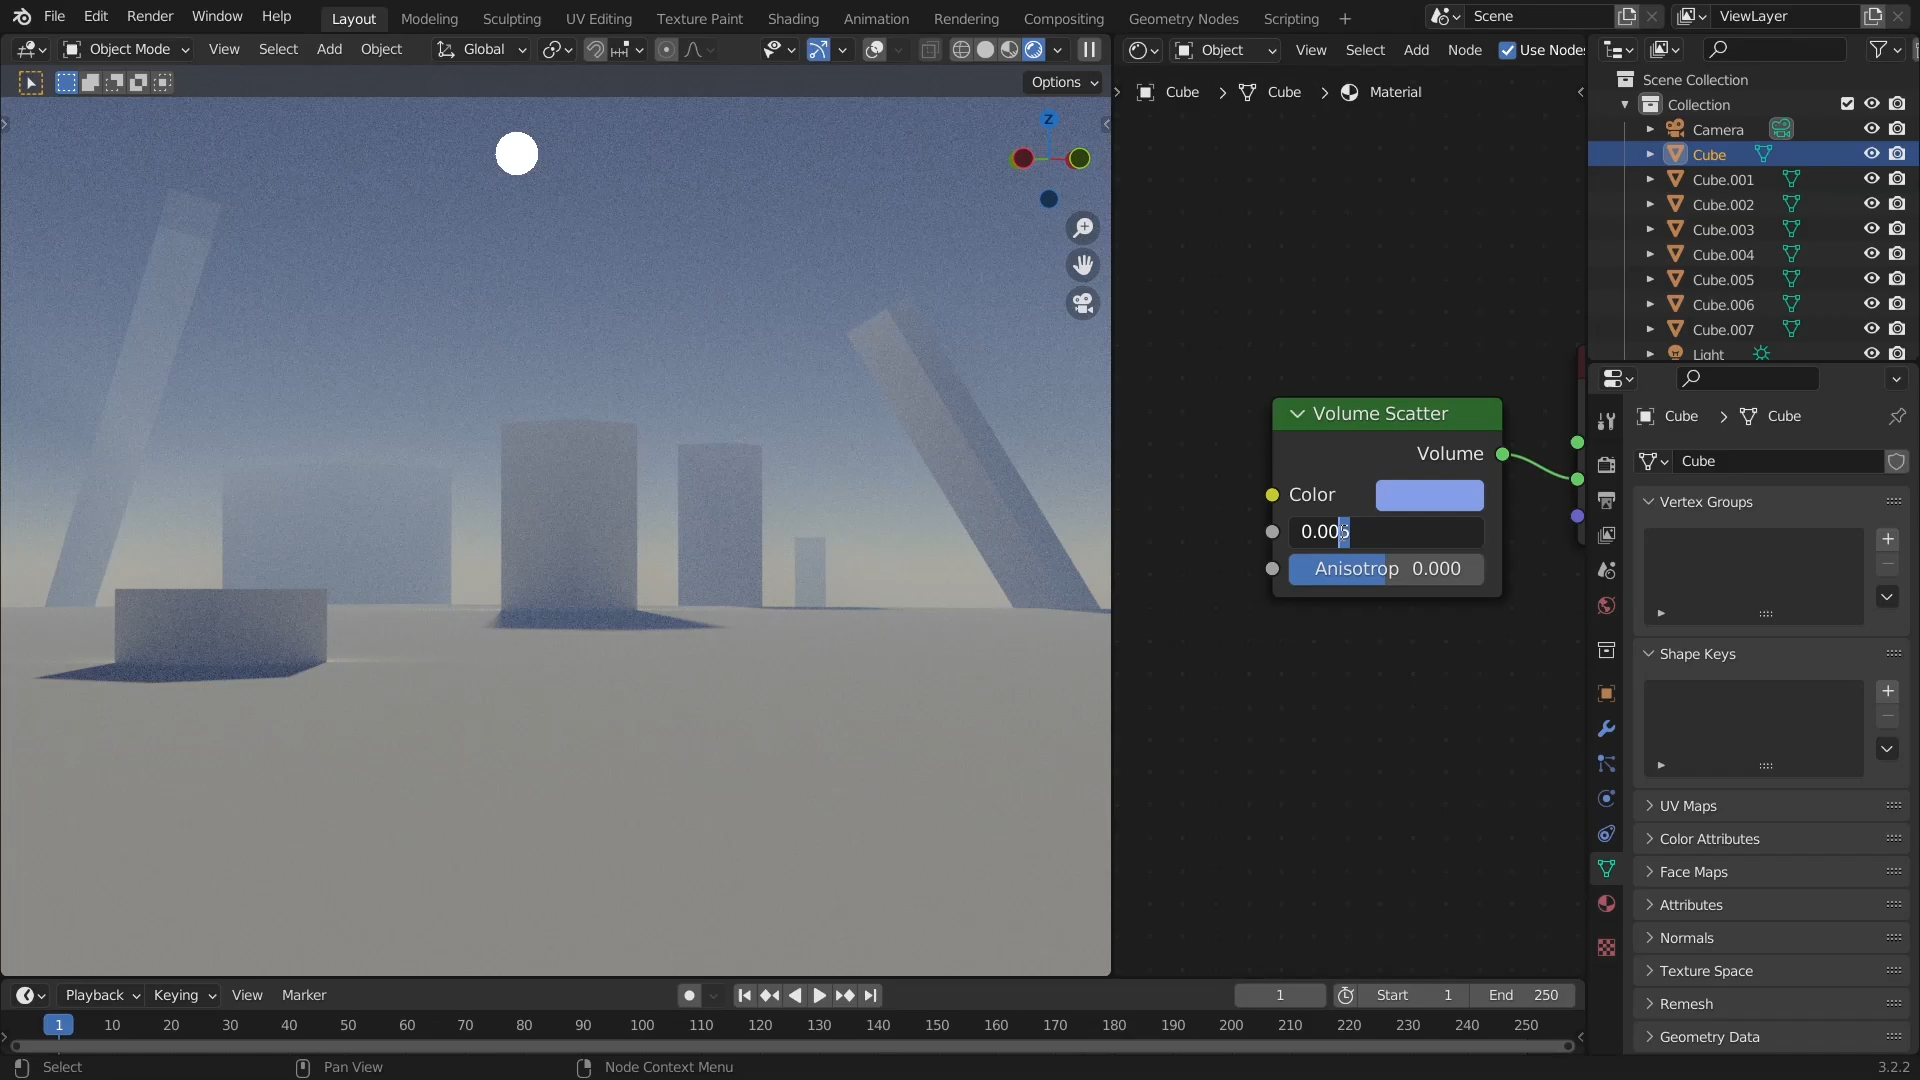 File Edit Render Window Help
Layout Modeling Sculpting UV Editing Texture Paint Shading Animation Rendering Compositing Geometry Nodes Scripting
Scene
ViewLayer
Object Mode View Select Add Object Global
Options
Z
Object View Select Add Node Use Nodes
Cube Cube Material
Volume Scatter
Volume
Color
0.005
Anisotrop 0.000
Scene Collection
Collection
Camera
Cube
Cube.001
Cube.002
Cube.003
Cube.004
Cube.005
Cube.006
Cube.007
Light
Cube Cube
Cube
Vertex Groups
Shape Keys
UV Maps
Color Attributes
Face Maps
Attributes
Normals
Texture Space
Remesh
Geometry Data
Playback Keying View Marker
1 Start 1 End 250
1 10 20 30 40 50 60 70 80 90 100 110 120 130 140 150 160 170 180 190 200 210 220 230 240 250
Select Pan View Node Context Menu 3.2.2